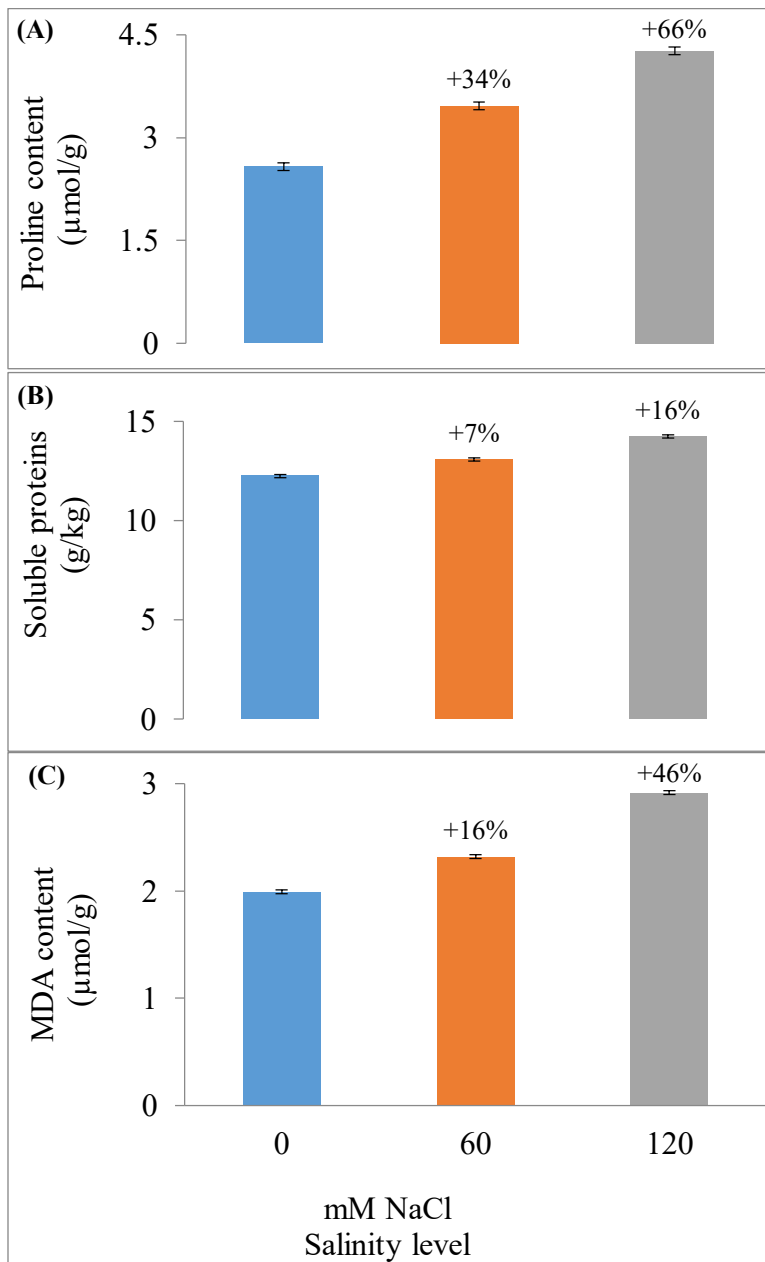 (A)
Proline content
(µmol/g)
4.5
3
1.5
0
+34%
+66%
(B)
Soluble proteins
(g/kg)
15
10
5
0
+7%
+16%
(C)
MDA content
(µmol/g)
3
2
1
0
+16%
+46%
0 60 120
mM NaCl
Salinity level